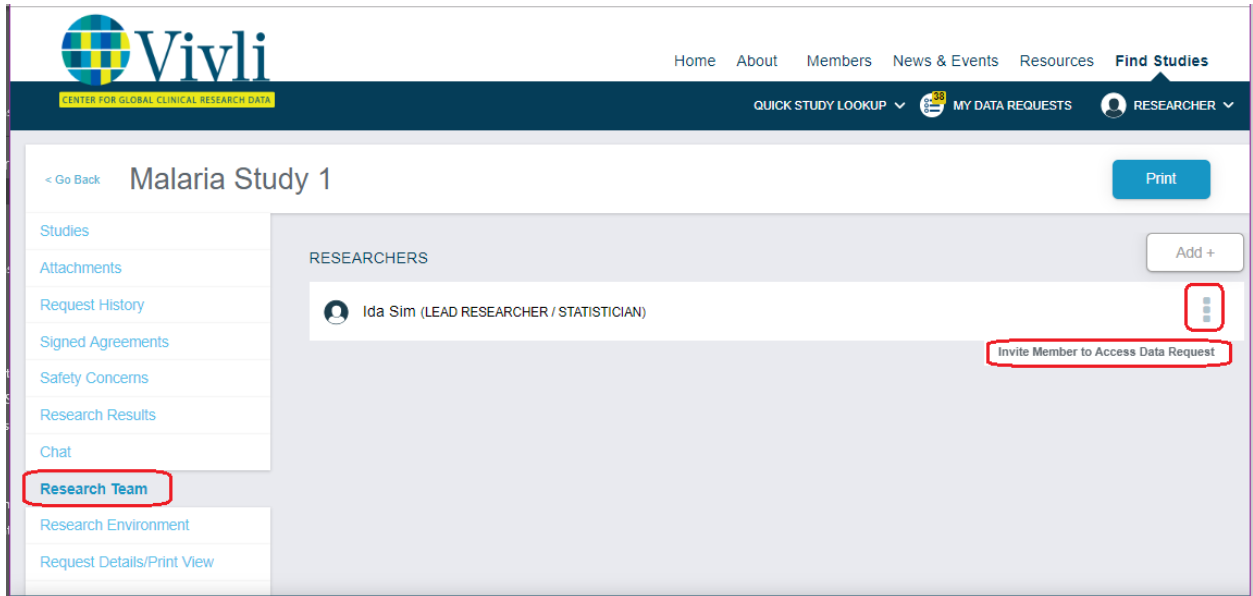 Vivli
CENTER FOR GLOBAL CLINICAL RESEARCH DATA
Home About Members News & Events Resources Find Studies
QUICK STUDY LOOKUP 38 MY DATA REQUESTS RESEARCHER
< Go Back Malaria Study 1 Print
Studies
Attachments
Request History
Signed Agreements
Safety Concerns
Research Results
Chat
Research Team
Research Environment
Request Details/Print View
RESEARCHERS Add +
Ida Sim (LEAD RESEARCHER / STATISTICIAN)
Invite Member to Access Data Request